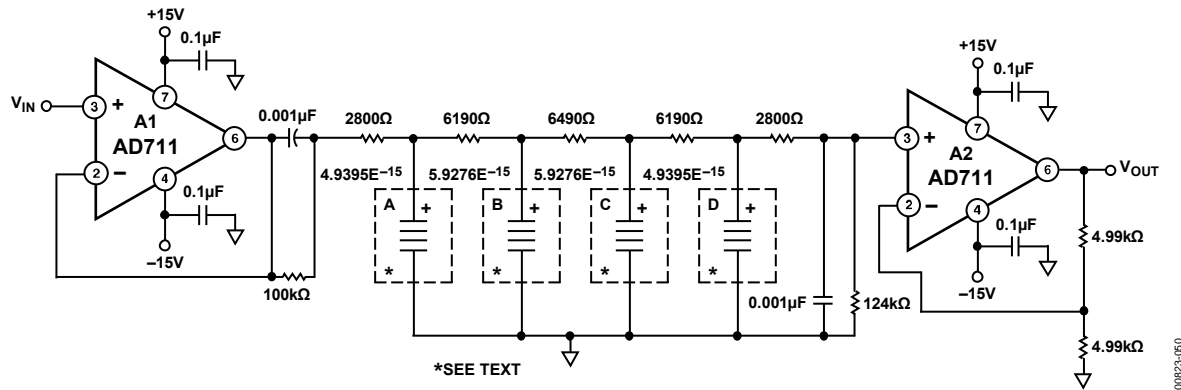 +15V
0.1µF
VIN
3
+
7
A1
AD711
6
2
–
4
0.1µF
–15V
0.001µF
100kΩ
2800Ω
6190Ω
6490Ω
6190Ω
2800Ω
4.9395E–15
5.9276E–15
5.9276E–15
4.9395E–15
A
+
*
B
+
*
C
+
*
D
+
*
0.001µF
124kΩ
*SEE TEXT
+15V
0.1µF
3
+
7
A2
AD711
6
VOUT
2
–
4
0.1µF
–15V
4.99kΩ
4.99kΩ
00823-050